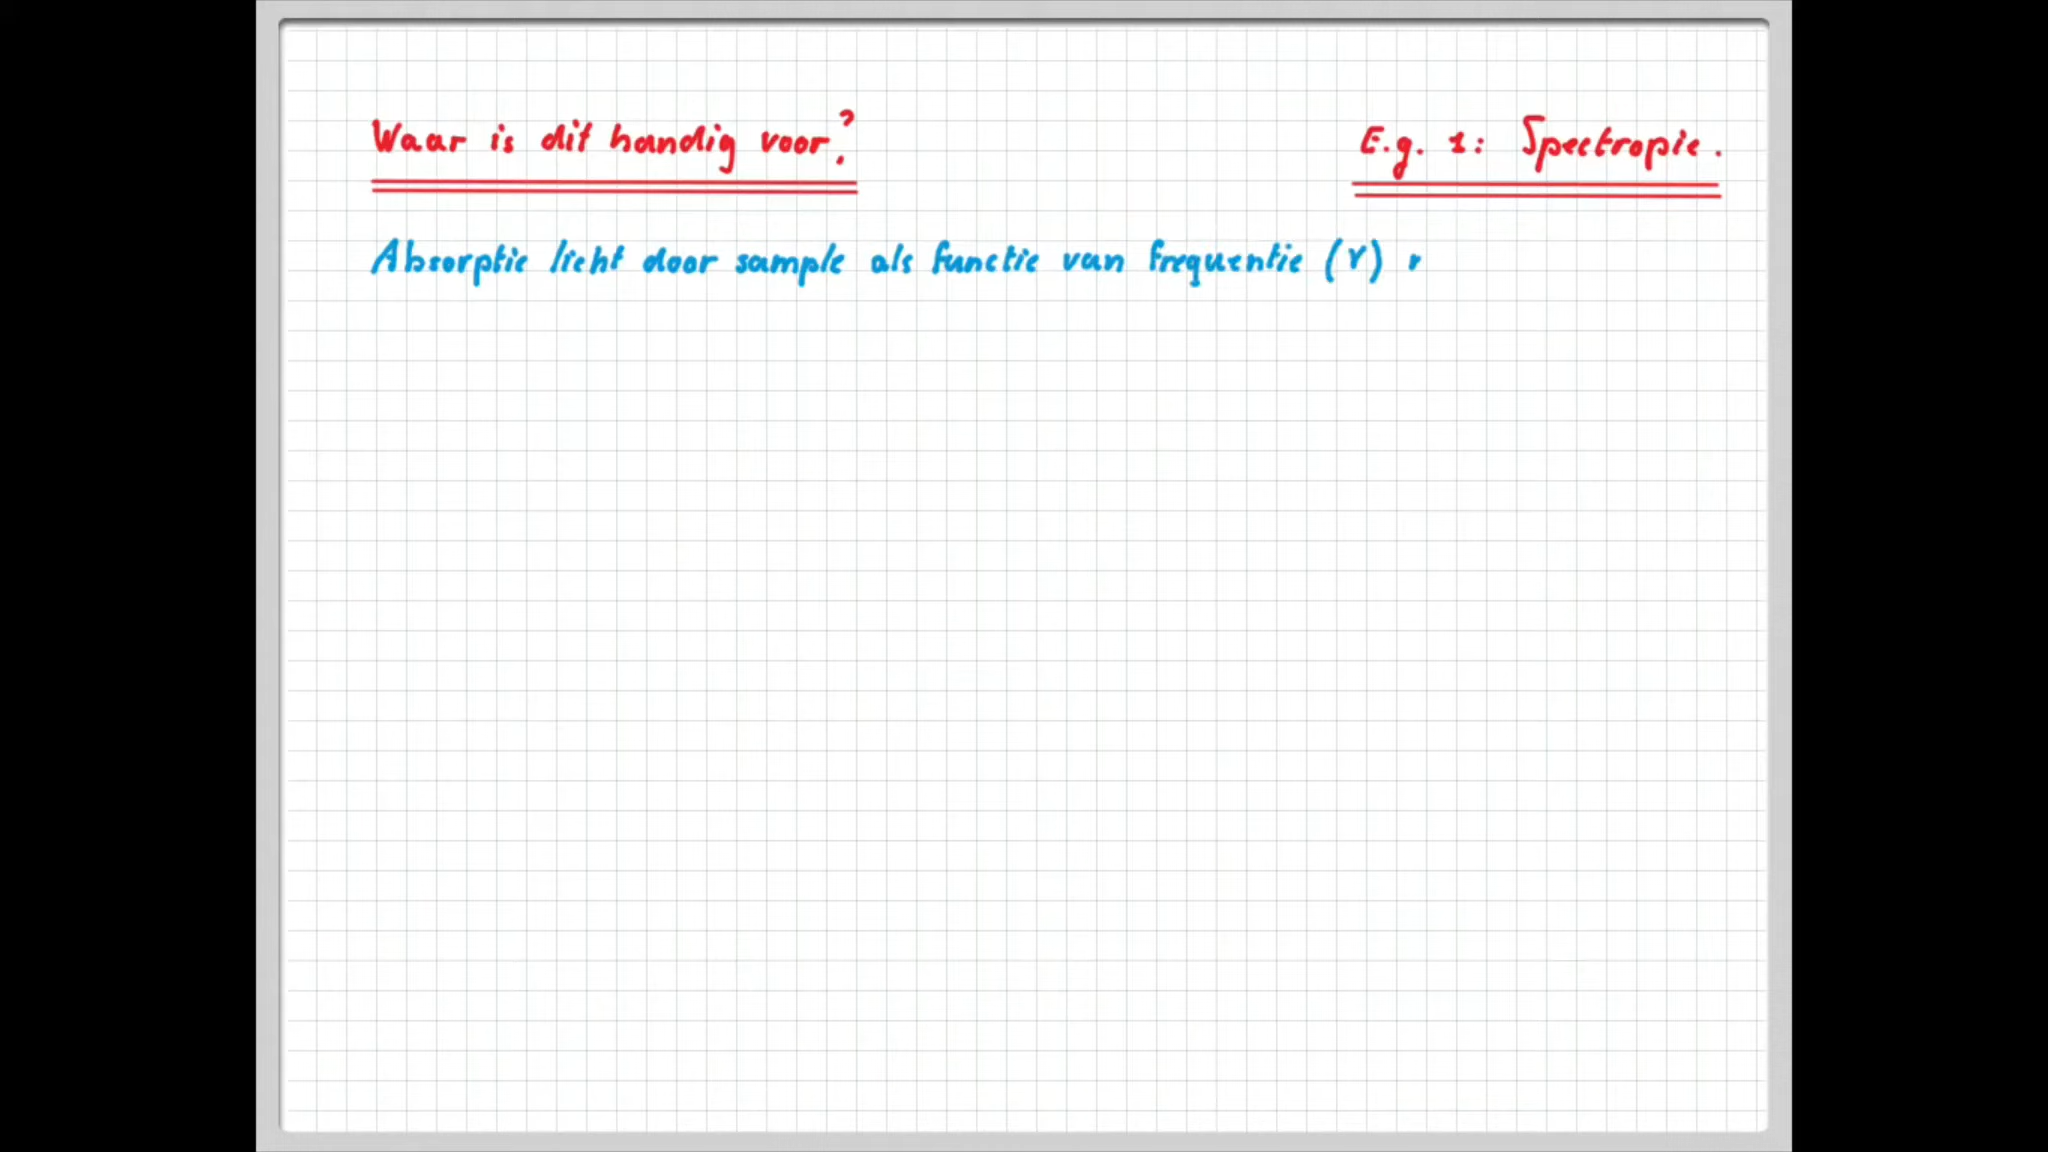 Waar is dit handig voor?
E.g. 1: Spectropie.
Absorptie licht door sample als functie van frequentie (ν)